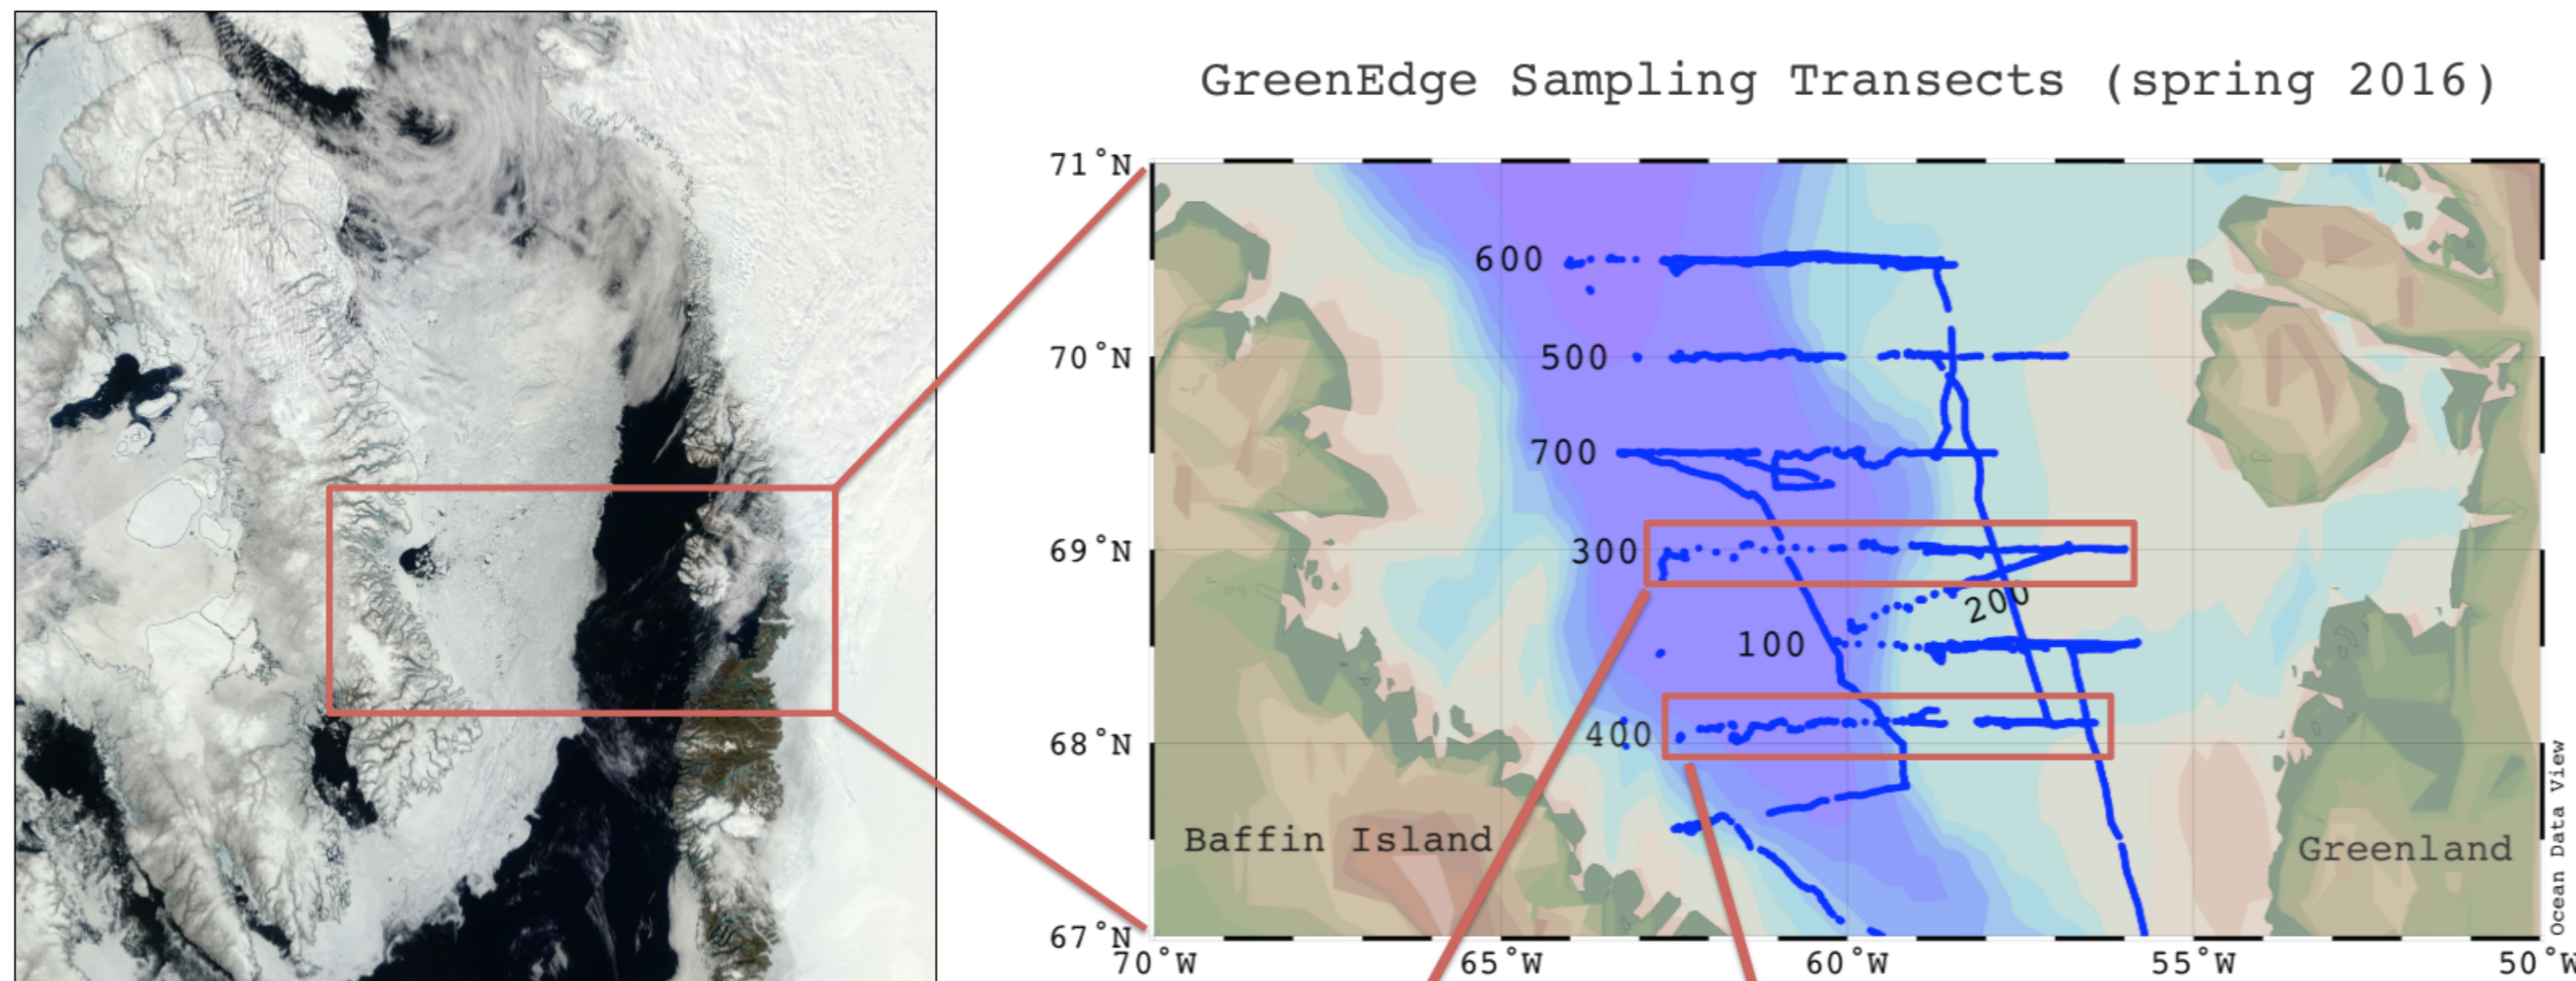 GreenEdge Sampling Transects (spring 2016)
71°N
600
70°N
500
700
69°N
300
200
100
68°N
400
Baffin Island
Greenland
Ocean Data View
67°N
70°W
65°W
60°W
55°W
50°W